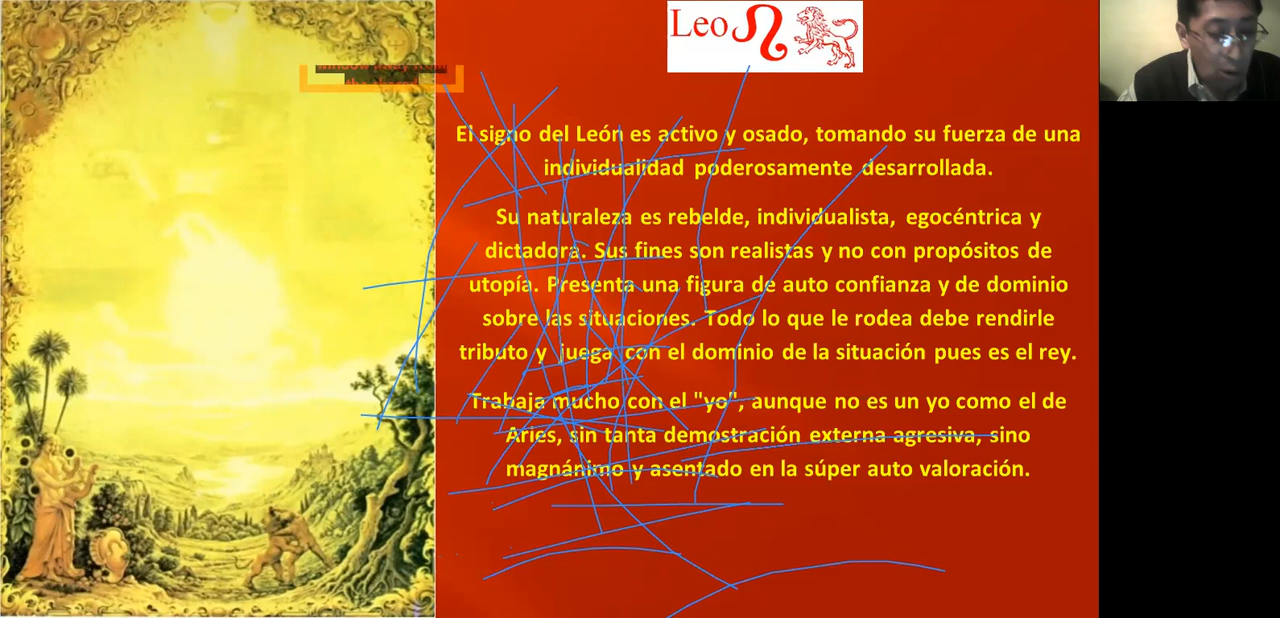 Leo
El signo del León es activo y osado, tomando su fuerza de una
individualidad poderosamente desarrollada.
Su naturaleza es rebelde, individualista, egocéntrica y
dictadora. Sus fines son realistas y no con propósitos de
utopía. Presenta una figura de auto confianza y de dominio
sobre las situaciones. Todo lo que le rodea debe rendirle
tributo y juega con el dominio de la situación pues es el rey.
Trabaja mucho con el "yo", aunque no es un yo como el de
Aries, sin tanta demostración externa agresiva, sino
magnánimo y asentado en la súper auto valoración.